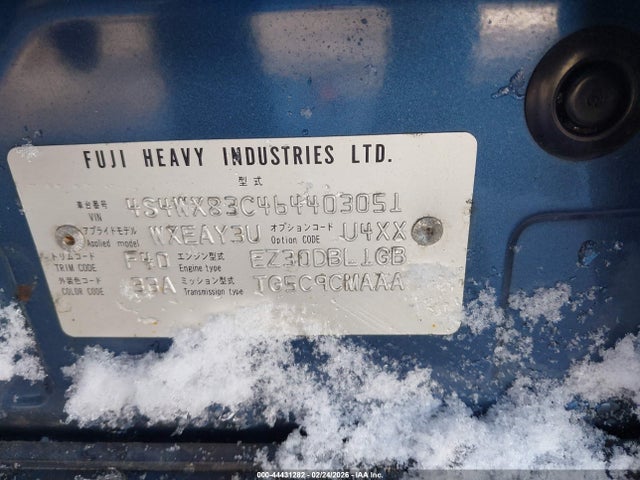 FUJI HEAVY INDUSTRIES LTD.
型式
車台番号 VIN 4S4WX83C464403051
アプライドモデル Applied model WXEAY3U オプションコード Option CODE U4XX
トリムコード TRIM CODE F40 エンジン型式 Engine type EZ30DBL1GB
外装色コード COLOR CODE 33A ミッション型式 Transmission type TG5C9CMAAA
000-44431282 - 02/24/2026 - IAA Inc.